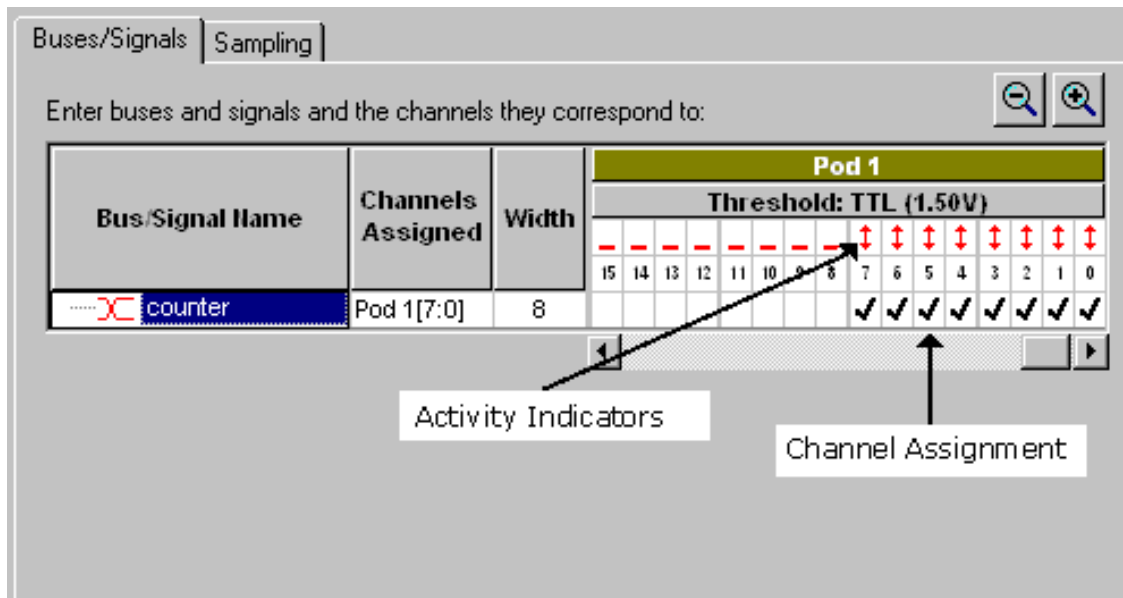 Buses/Signals Sampling
Enter buses and signals and the channels they correspond to:
Bus/Signal Name
Channels
Assigned
Width
Pod 1
Threshold: TTL (1.50V)
15 14 13 12 11 10 9 8 7 6 5 4 3 2 1 0
counter Pod 1[7:0] 8
Activity Indicators
Channel Assignment